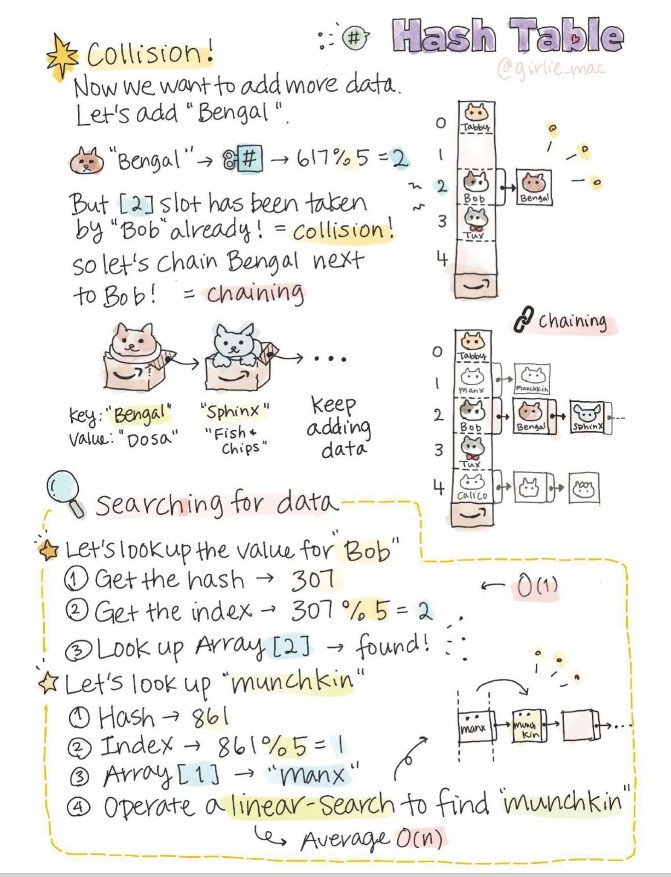 # Hash Table
@girlie_mac
Collision!
Now we want to add more data.
Let's add "Bengal".
"Bengal" → # → 617 % 5 = 2
But [2] slot has been taken
by "Bob" already! = collision!
so let's chain Bengal next
to Bob! = chaining
0
Tabby
1
2
Bob
Bengal
3
Tux
4
key: "Bengal"
value: "Dosa"
"Sphinx"
"Fish +
chips"
...
keep
adding
data
Chaining
0
Tabby
1
manx
munchkin
2
Bob
Bengal
Sphinx
3
Tux
4
Calico
searching for data
Let's look up the value for "Bob"
① Get the hash → 307
② Get the index → 307 % 5 = 2
③ Look up Array [2] → found!
← O(1)
Let's look up "munchkin"
① Hash → 861
② Index → 861 % 5 = 1
③ Array [1] → "manx"
④ Operate a linear-search to find "munchkin"
↳ Average O(n)
manx
munch
kin
...